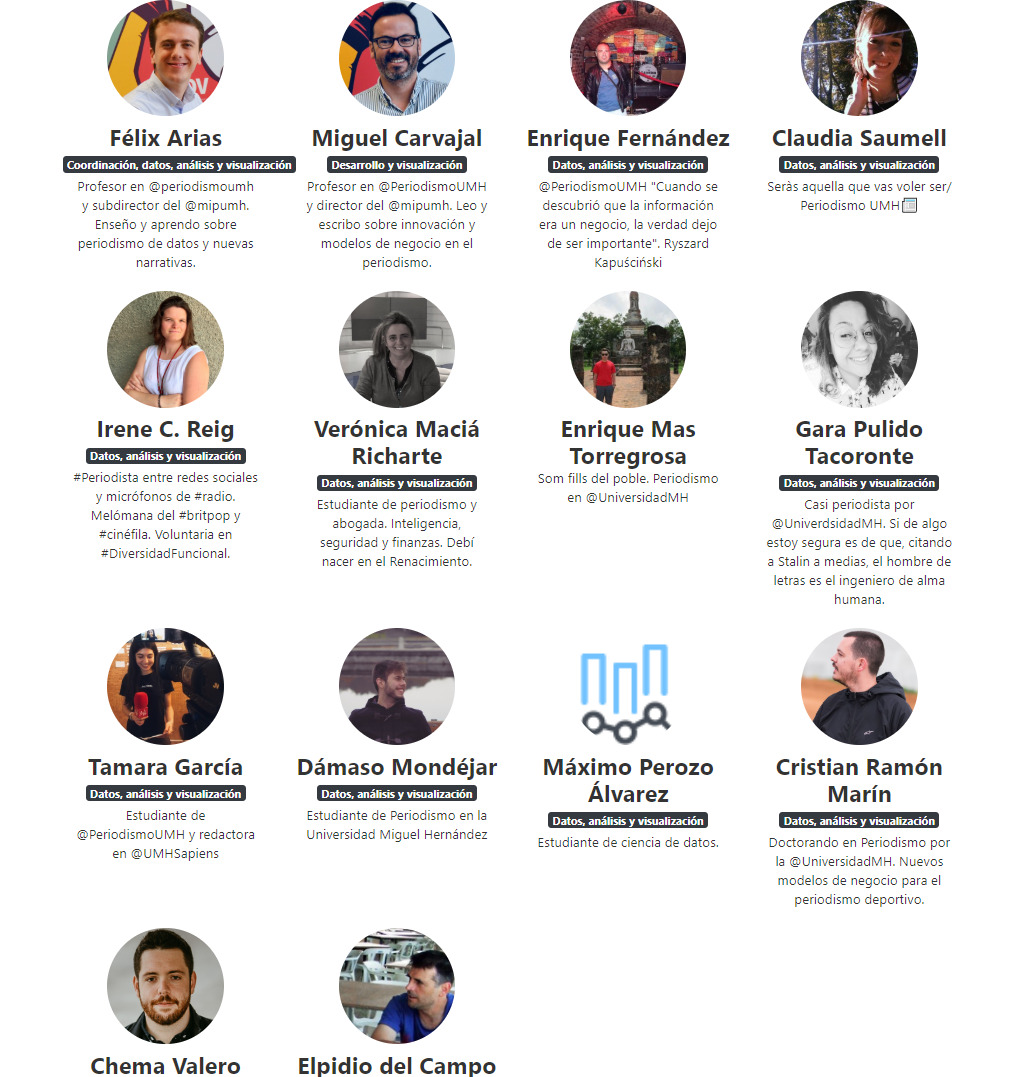 Félix Arias
Coordinación, datos, análisis y visualización
Profesor en @periodismoumh
y subdirector del @mipumh.
Enseño y aprendo sobre
periodismo de datos y nuevas
narrativas.
Miguel Carvajal
Desarrollo y visualización
Profesor en @PeriodismoUMH
y director del @mipumh. Leo y
escribo sobre innovación y
modelos de negocio en el
periodismo.
Enrique Fernández
Datos, análisis y visualización
@PeriodismoUMH "Cuando se
descubrió que la información
era un negocio, la verdad dejo
de ser importante". Ryszard
Kapuściński
Claudia Saumell
Datos, análisis y visualización
Seràs aquella que vas voler ser/
Periodismo UMH
Irene C. Reig
Datos, análisis y visualización
#Periodista entre redes sociales
y micrófonos de #radio.
Melómana del #britpop y
#cinéfila. Voluntaria en
#DiversidadFuncional.
Verónica Maciá
Richarte
Datos, análisis y visualización
Estudiante de periodismo y
abogada. Inteligencia,
seguridad y finanzas. Debí
nacer en el Renacimiento.
Enrique Mas
Torregrosa
Som fills del poble. Periodismo
en @UniversidadMH
Gara Pulido
Tacoronte
Datos, análisis y visualización
Casi periodista por
@UniverdsidadMH. Si de algo
estoy segura es de que, citando
a Stalin a medias, el hombre de
letras es el ingeniero de alma
humana.
Tamara García
Datos, análisis y visualización
Estudiante de
@PeriodismoUMH y redactora
en @UMHSapiens
Dámaso Mondéjar
Datos, análisis y visualización
Estudiante de Periodismo en la
Universidad Miguel Hernández
Máximo Perozo
Álvarez
Datos, análisis y visualización
Estudiante de ciencia de datos.
Cristian Ramón
Marín
Datos, análisis y visualización
Doctorando en Periodismo por
la @UniversidadMH. Nuevos
modelos de negocio para el
periodismo deportivo.
Chema Valero
Elpidio del Campo